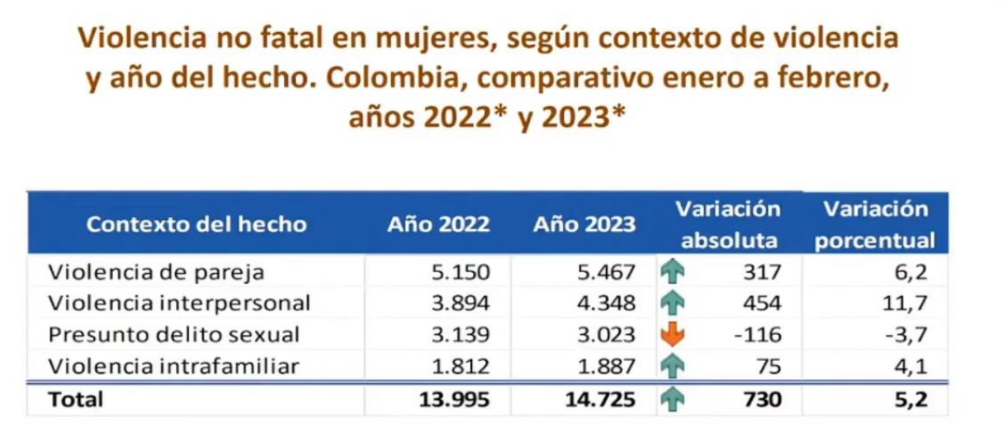 Violencia no fatal en mujeres, según contexto de violencia
y año del hecho. Colombia, comparativo enero a febrero,
años 2022* y 2023*
Contexto del hecho Año 2022 Año 2023 Variación absoluta Variación porcentual
Violencia de pareja 5.150 5.467 317 6,2
Violencia interpersonal 3.894 4.348 454 11,7
Presunto delito sexual 3.139 3.023 -116 -3,7
Violencia intrafamiliar 1.812 1.887 75 4,1
Total 13.995 14.725 730 5,2